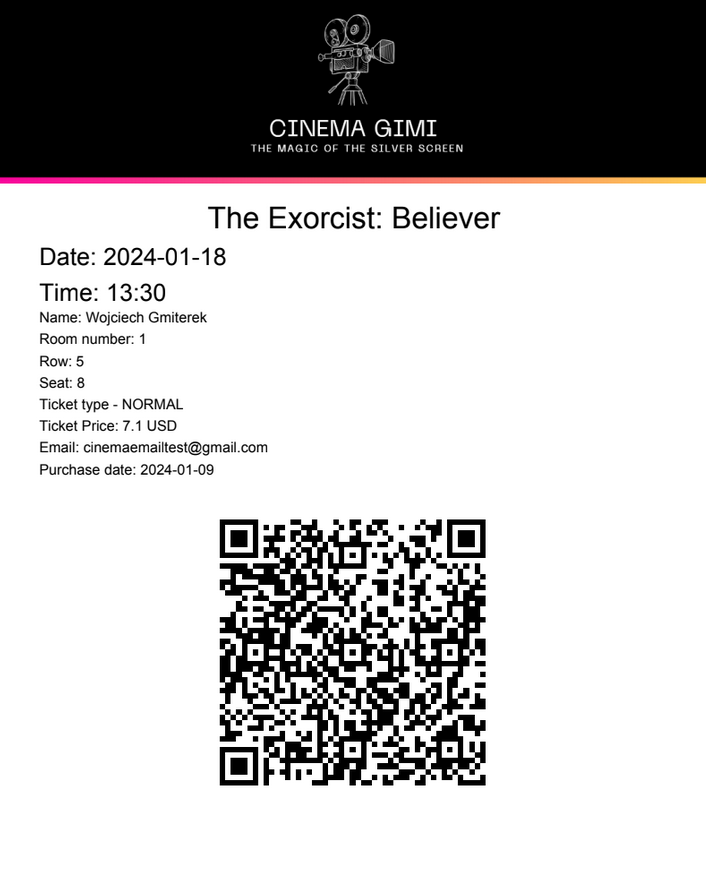 CINEMA GIMI
THE MAGIC OF THE SILVER SCREEN
The Exorcist: Believer
Date: 2024-01-18
Time: 13:30
Name: Wojciech Gmiterek
Room number: 1
Row: 5
Seat: 8
Ticket type - NORMAL
Ticket Price: 7.1 USD
Email: cinemaemailtest@gmail.com
Purchase date: 2024-01-09